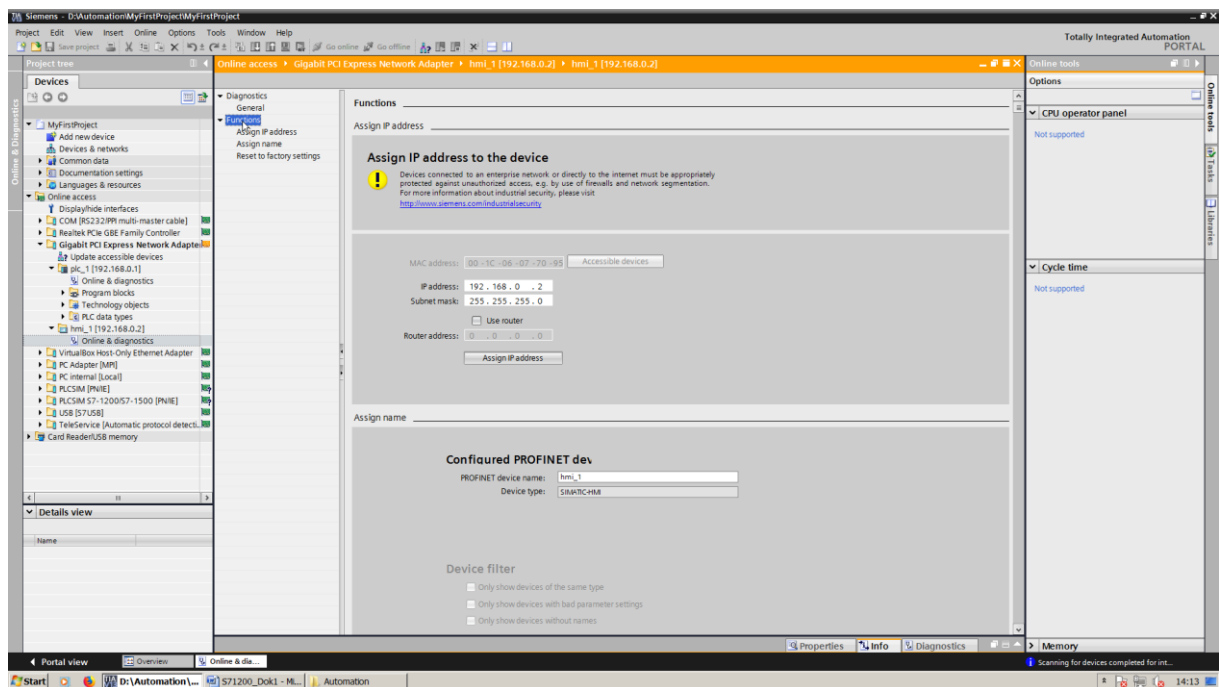 Siemens - D:\Automation\MyFirstProject\MyFirstProject
Project Edit View Insert Online Options Tools Window Help
Save project
Go online Go offline
Totally Integrated Automation
PORTAL
Project tree
Online access Gigabit PCI Express Network Adapter hmi_1 [192.168.0.2] hmi_1 [192.168.0.2]
Online tools
Devices
Options
MyFirstProject
Add new device
Devices & networks
Common data
Documentation settings
Languages & resources
Online access
Display/hide interfaces
COM [RS232/PPI multi-master cable]
Realtek PCIe GBE Family Controller
Gigabit PCI Express Network Adapter
Update accessible devices
plc_1 [192.168.0.1]
Online & diagnostics
Program blocks
Technology objects
PLC data types
hmi_1 [192.168.0.2]
Online & diagnostics
VirtualBox Host-Only Ethernet Adapter
PC Adapter [MPI]
PC internal [Local]
PLCSIM [PN/IE]
PLCSIM S7-1200/S7-1500 [PN/IE]
USB [S7USB]
TeleService [Automatic protocol detecti...
Card Reader/USB memory
Details view
Name
Online & Diagnostics
Diagnostics
General
Functions
Assign IP address
Assign name
Reset to factory settings
Functions
Assign IP address
Assign IP address to the device
Devices connected to an enterprise network or directly to the internet must be appropriately
protected against unauthorized access, e.g. by use of firewalls and network segmentation.
For more information about industrial security, please visit
http://www.siemens.com/industrialsecurity
MAC address: 00 -1C -06 -07 -70 -95 Accessible devices
IP address: 192 . 168 . 0 . 2
Subnet mask: 255 . 255 . 255 . 0
Use router
Router address: 0 . 0 . 0 . 0
Assign IP address
Assign name
Configured PROFINET dev
PROFINET device name: hmi_1
Device type: SIMATIC-HMI
Device filter
Only show devices of the same type
Only show devices with bad parameter settings
Only show devices without names
CPU operator panel
Not supported
Cycle time
Not supported
Memory
Online tools
Tasks
Libraries
Properties Info Diagnostics
Portal view Overview Online & dia...
Scanning for devices completed for int...
Start D:\Automation\... S71200_Dok1 - Mi... Automation 14:13